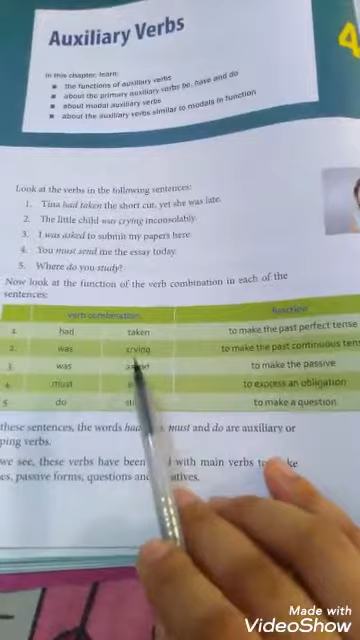 Auxiliary Verbs
4
In this chapter, learn:
the functions of auxiliary verbs
about the primary auxiliary verbs be, have and do
about modal auxiliary verbs
about the auxiliary verbs similar to modals in function
Look at the verbs in the following sentences:
1. Tina had taken the short cut, yet she was late.
2. The little child was crying inconsolably.
3. I was asked to submit my papers here.
4. You must send me the essay today.
5. Where do you study?
Now look at the function of the verb combination in each of the
sentences:
verb combination function
1. had taken to make the past perfect tense
2. was crying to make the past continuous tens
3. was to make the passive
4. must to express an obligation
5 do to make a question
these sentences, the words had must and do are auxiliary or
ping verbs.
we see, these verbs have been with main verbs to
es, passive forms, questions and atives.
Made with
VideoShow